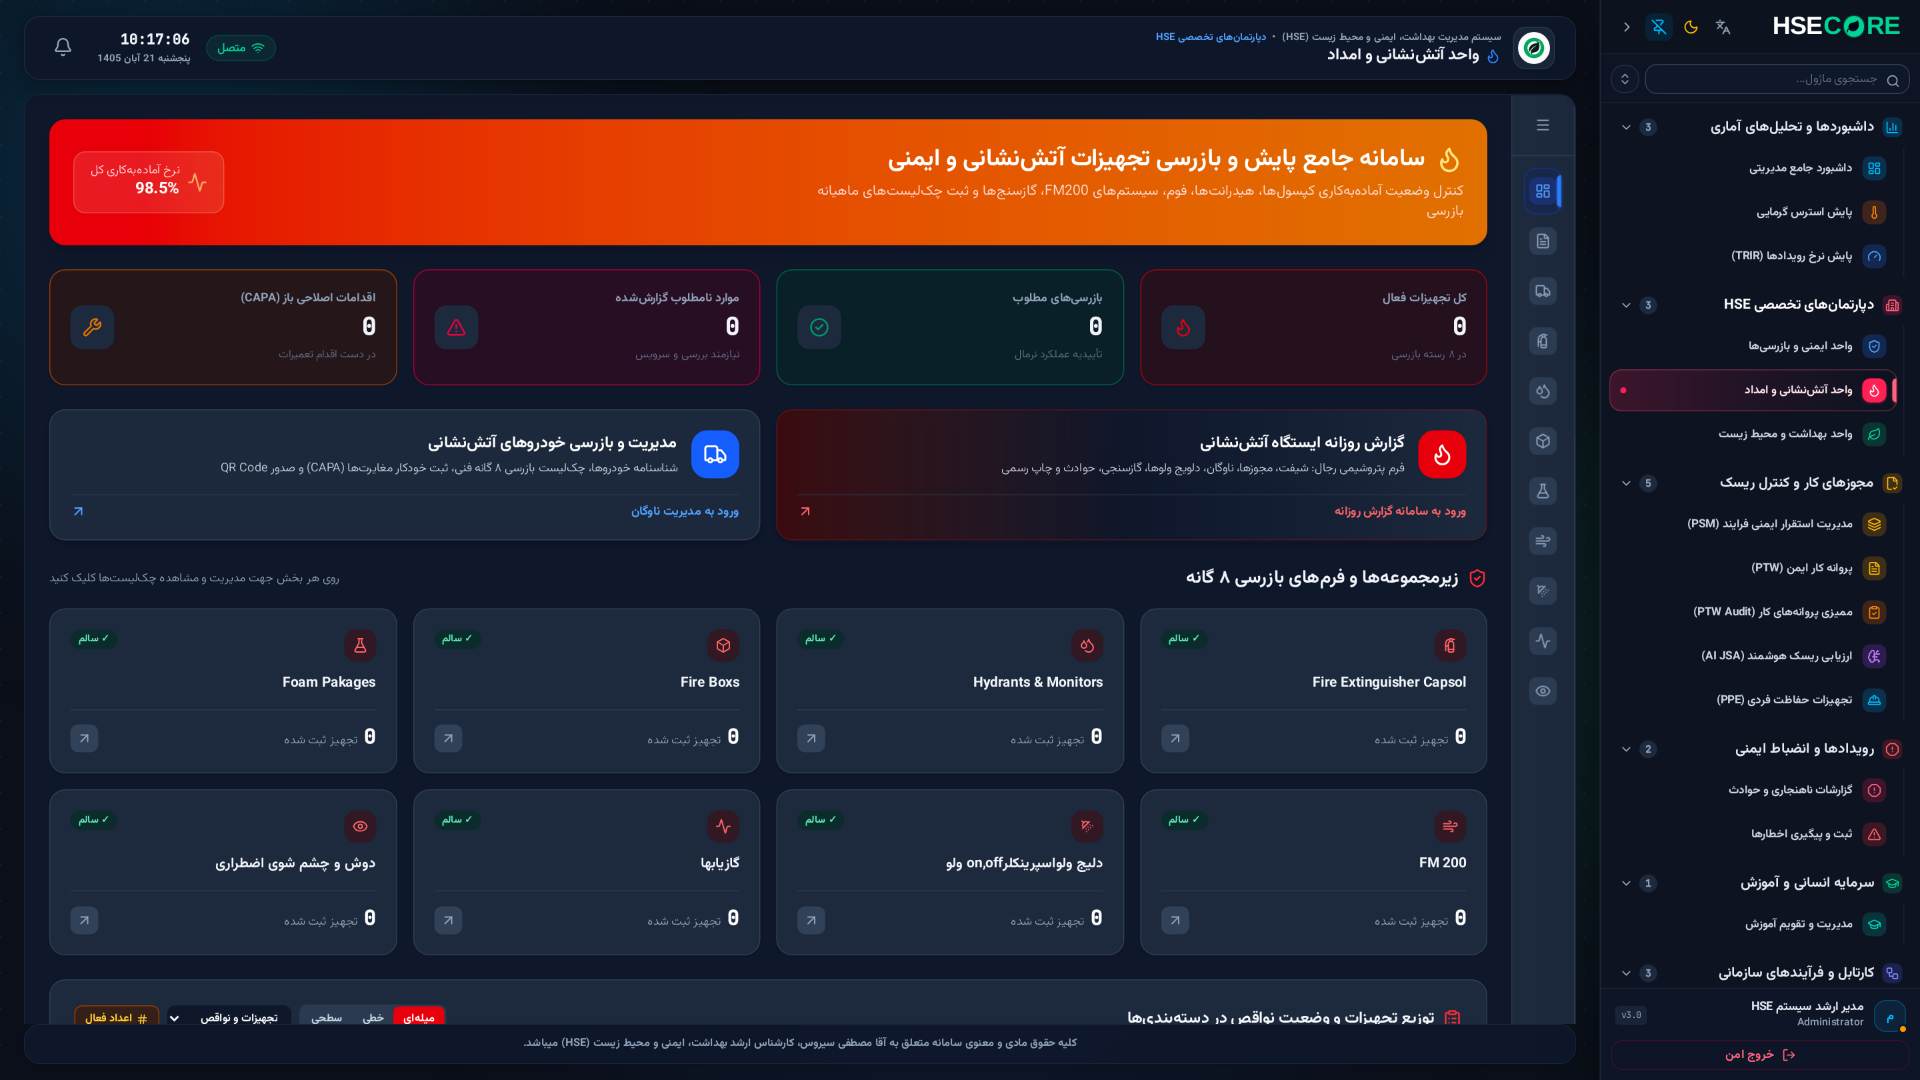 HSECORE
جستجوی ماژول...
داشبوردها و تحلیل‌های آماری
3
داشبورد جامع مدیریتی
پایش استرس گرمایی
پایش نرخ رویدادها (TRIR)
دپارتمان‌های تخصصی HSE
3
واحد ایمنی و بازرسی‌ها
واحد آتش‌نشانی و امداد
واحد بهداشت و محیط زیست
مجوزهای کار و کنترل ریسک
5
مدیریت استقرار ایمنی فرایند (PSM)
پروانه کار ایمن (PTW)
ممیزی پروانه‌های کار (PTW Audit)
ارزیابی ریسک هوشمند (AI JSA)
تجهیزات حفاظت فردی (PPE)
رویدادها و انضباط ایمنی
2
گزارشات ناهنجاری و حوادث
ثبت و پیگیری اخطارها
سرمایه انسانی و آموزش
1
مدیریت و تقویم آموزش
کارتابل و فرآیندهای سازمانی
3
م
مدیر ارشد سیستم HSE
Administrator
v3.0
خروج امن
سیستم مدیریت بهداشت، ایمنی و محیط زیست (HSE) • دپارتمان‌های تخصصی HSE
واحد آتش‌نشانی و امداد
متصل
10:17:06
پنجشنبه 21 آبان 1405
سامانه جامع پایش و بازرسی تجهیزات آتش‌نشانی و ایمنی
کنترل وضعیت آماده‌به‌کاری کپسول‌ها، هیدرانت‌ها، فوم، سیستم‌های FM200، گازسنج‌ها و ثبت چک‌لیست‌های ماهیانه
بازرسی
نرخ آماده‌به‌کاری کل
98.5%
کل تجهیزات فعال
0
در ۸ رسته بازرسی
بازرسی‌های مطلوب
0
تأییدیه عملکرد نرمال
موارد نامطلوب گزارش‌شده
0
نیازمند بررسی و سرویس
اقدامات اصلاحی باز (CAPA)
0
در دست اقدام تعمیرات
گزارش روزانه ایستگاه آتش‌نشانی
فرم پتروشیمی رجال: شیفت، مجوزها، ناوگان، دلویج ولوها، گازسنجی، حوادث و چاپ رسمی
ورود به سامانه گزارش روزانه
مدیریت و بازرسی خودروهای آتش‌نشانی
شناسنامه خودروها، چک‌لیست بازرسی ۸ گانه فنی، ثبت خودکار مغایرت‌ها (CAPA) و صدور QR Code
ورود به مدیریت ناوگان
زیرمجموعه‌ها و فرم‌های بازرسی ۸ گانه
روی هر بخش جهت مدیریت و مشاهده چک‌لیست‌ها کلیک کنید
✓ سالم
Fire Extinguisher Capsol
0 تجهیز ثبت شده
✓ سالم
Hydrants & Monitors
0 تجهیز ثبت شده
✓ سالم
Fire Boxs
0 تجهیز ثبت شده
✓ سالم
Foam Pakages
0 تجهیز ثبت شده
✓ سالم
FM 200
0 تجهیز ثبت شده
✓ سالم
دلیج ولواسپرینکلرon,off ولو
0 تجهیز ثبت شده
✓ سالم
گازیابها
0 تجهیز ثبت شده
✓ سالم
دوش و چشم شوی اضطراری
0 تجهیز ثبت شده
توزیع تجهیزات و وضعیت نواقص در دسته‌بندی‌ها
میله‌ای
خطی
سطحی
تجهیزات و نواقص
اعداد فعال
کلیه حقوق مادی و معنوی سامانه متعلق به آقا مصطفی سیروس، کارشناس ارشد بهداشت، ایمنی و محیط زیست (HSE) میباشد.